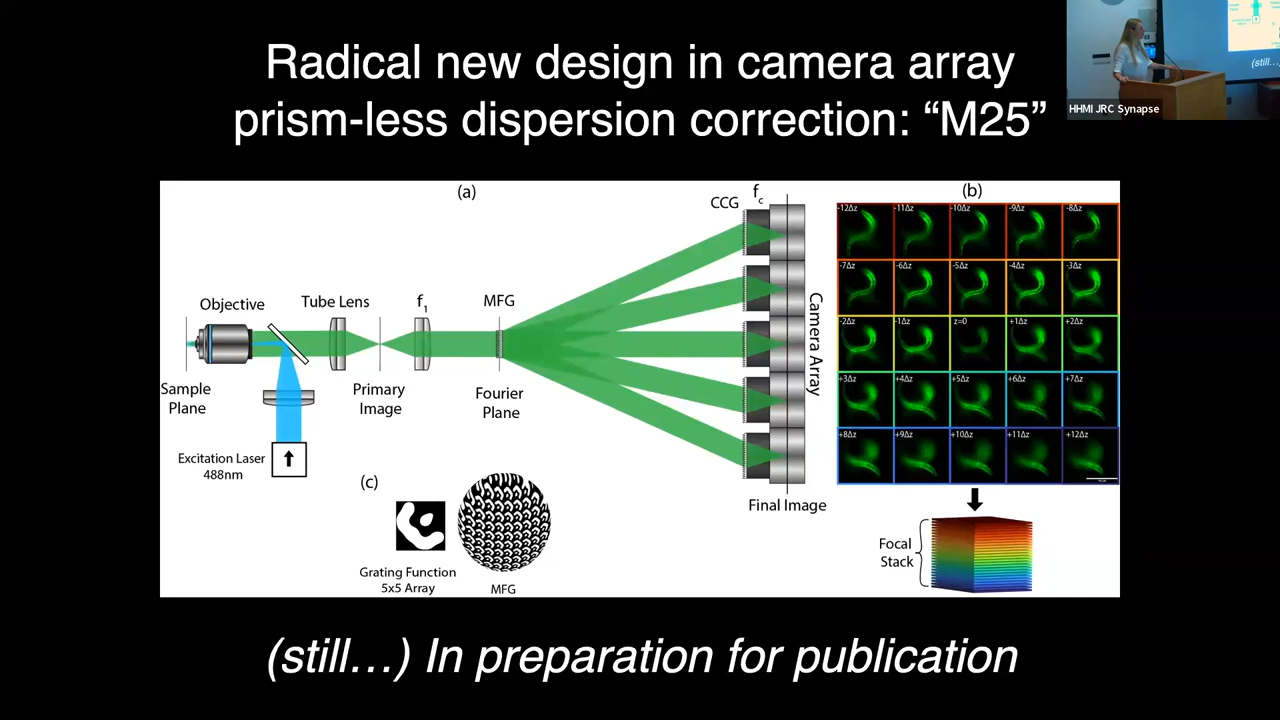 Radical new design in camera array
prism-less dispersion correction: “M25”
HHMI JRC Synapse
(still...)
(a)
Objective
Tube Lens
f1
MFG
CCG
fc
Sample
Plane
Primary
Image
Fourier
Plane
Excitation Laser
488nm
Camera Array
Final Image
(b)
-12Δz
-11Δz
-10Δz
-9Δz
-8Δz
-7Δz
-6Δz
-5Δz
-4Δz
-3Δz
-2Δz
-1Δz
z=0
+1Δz
+2Δz
+3Δz
+4Δz
+5Δz
+6Δz
+7Δz
+8Δz
+9Δz
+10Δz
+11Δz
+12Δz
Focal
Stack
(c)
Grating Function
5x5 Array
MFG
(still…) In preparation for publication